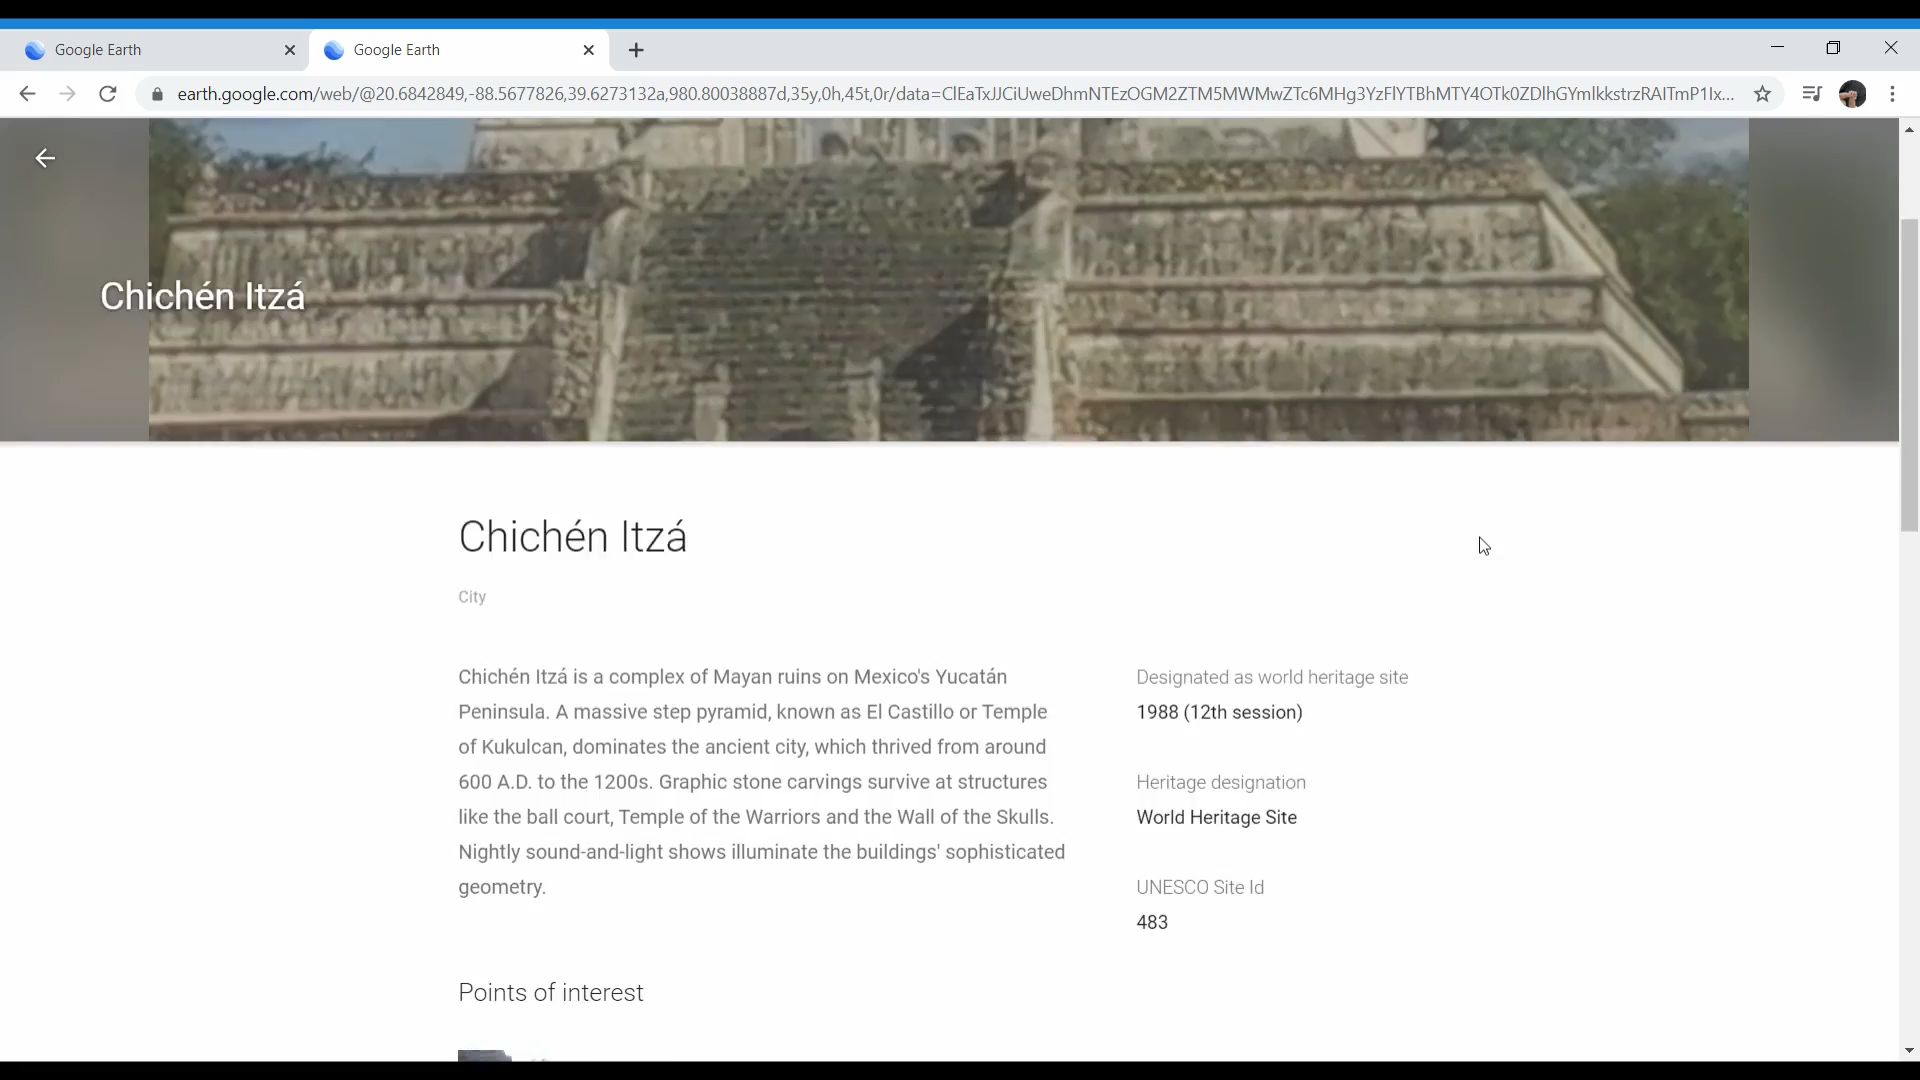 Google Earth
Google Earth
earth.google.com/web/@20.6842849,-88.5677826,39.6273132a,980.80038887d,35y,0h,45t,0r/data=ClEaTxJJCiUweDhmNTEzOGM2ZTM5MWMwZTc6MHg3YzFlYTBhMTY4OTk0ZDlhGYmlkkstrzRAITmP1Ix...
Chichén Itzá
Chichén Itzá
City
Chichén Itzá is a complex of Mayan ruins on Mexico's Yucatán
Peninsula. A massive step pyramid, known as El Castillo or Temple
of Kukulcan, dominates the ancient city, which thrived from around
600 A.D. to the 1200s. Graphic stone carvings survive at structures
like the ball court, Temple of the Warriors and the Wall of the Skulls.
Nightly sound-and-light shows illuminate the buildings' sophisticated
geometry.
Designated as world heritage site
1988 (12th session)
Heritage designation
World Heritage Site
UNESCO Site Id
483
Points of interest